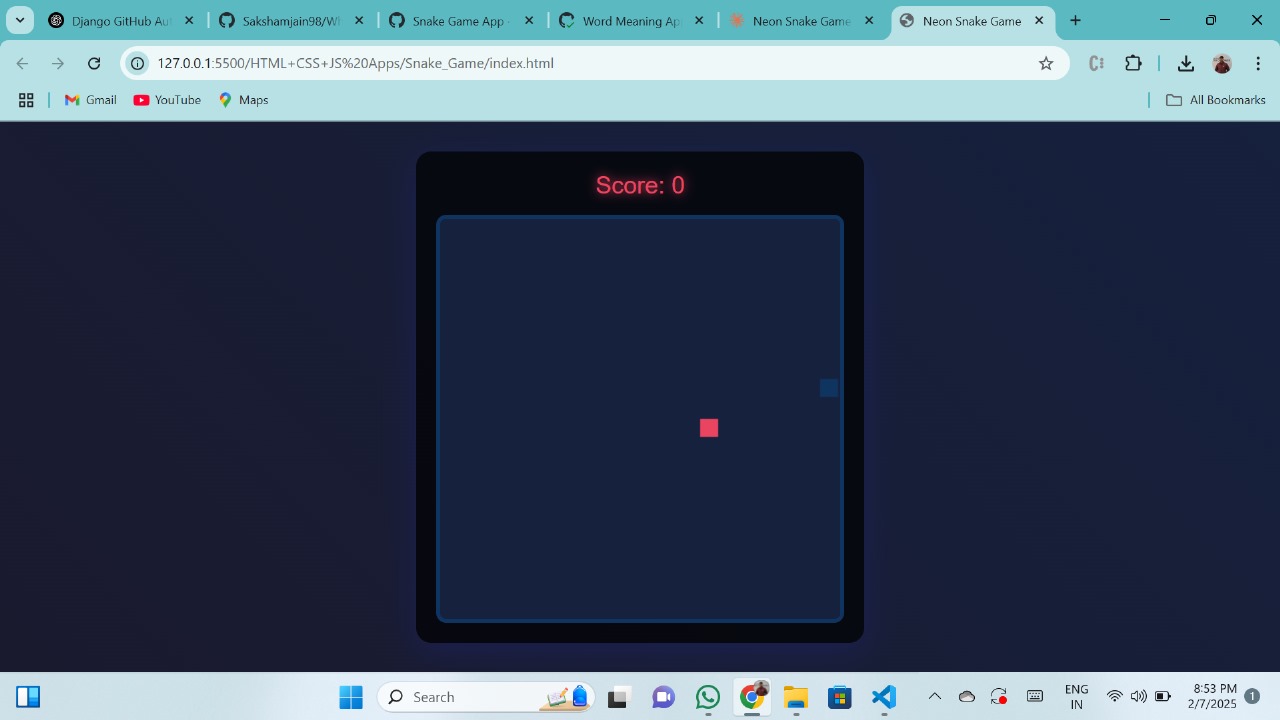 Django GitHub Au
Sakshamjain98/W
Snake Game App -
Word Meaning Ap
Neon Snake Game
Neon Snake Game
127.0.0.1:5500/HTML+CSS+JS%20Apps/Snake_Game/index.html
Gmail
YouTube
Maps
All Bookmarks
Score: 0
Search
ENG
IN
8:53 PM
2/7/2025
1